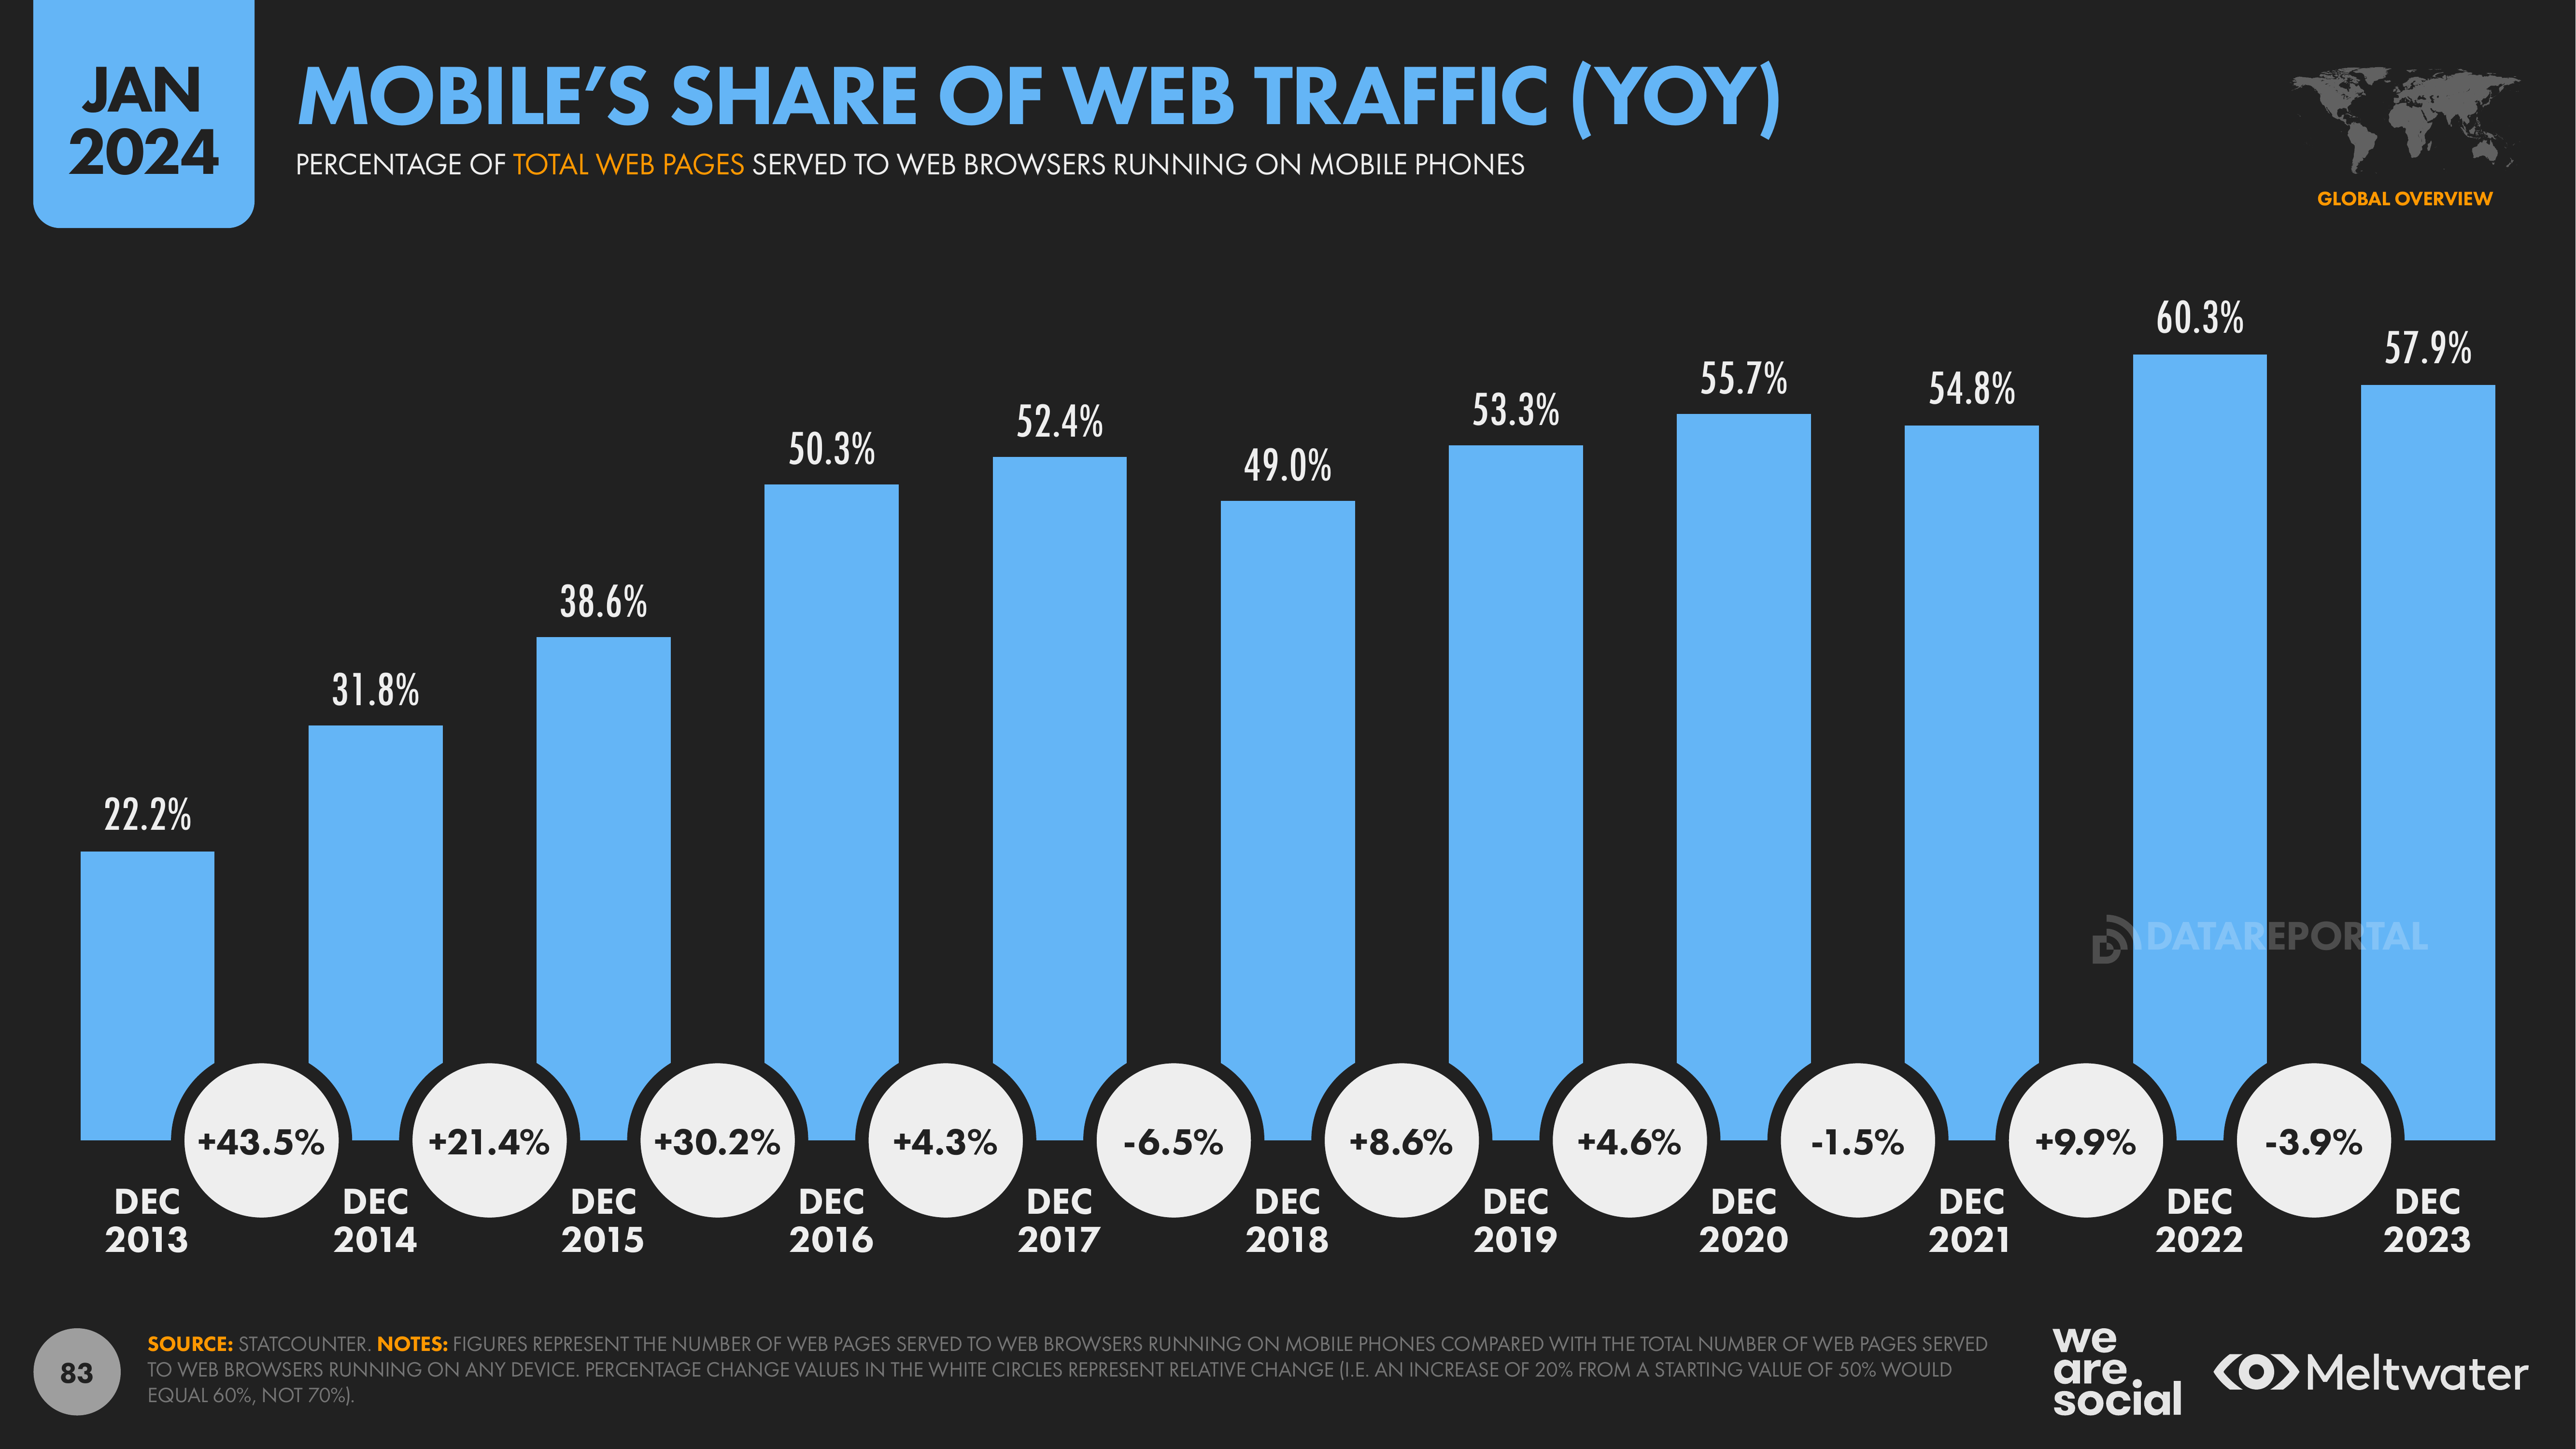 JAN
2024
MOBILE’S SHARE OF WEB TRAFFIC (YOY)
PERCENTAGE OF TOTAL WEB PAGES SERVED TO WEB BROWSERS RUNNING ON MOBILE PHONES
GLOBAL OVERVIEW
22.2%
31.8%
38.6%
50.3%
52.4%
49.0%
53.3%
55.7%
54.8%
60.3%
57.9%
DATAREPORTAL
+43.5%
+21.4%
+30.2%
+4.3%
-6.5%
+8.6%
+4.6%
-1.5%
+9.9%
-3.9%
DEC
2013
DEC
2014
DEC
2015
DEC
2016
DEC
2017
DEC
2018
DEC
2019
DEC
2020
DEC
2021
DEC
2022
DEC
2023
83
SOURCE: STATCOUNTER. NOTES: FIGURES REPRESENT THE NUMBER OF WEB PAGES SERVED TO WEB BROWSERS RUNNING ON MOBILE PHONES COMPARED WITH THE TOTAL NUMBER OF WEB PAGES SERVED
TO WEB BROWSERS RUNNING ON ANY DEVICE. PERCENTAGE CHANGE VALUES IN THE WHITE CIRCLES REPRESENT RELATIVE CHANGE (I.E. AN INCREASE OF 20% FROM A STARTING VALUE OF 50% WOULD
EQUAL 60%, NOT 70%).
we
are.
social
Meltwater